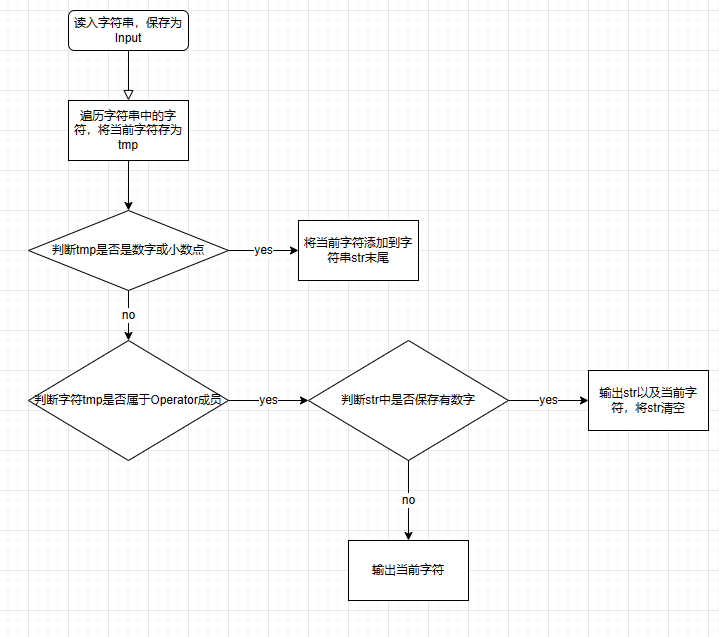 读入字符串，保存为
Input
遍历字符串中的字
符，将当前字符存为
tmp
判断tmp是否是数字或小数点
yes
将当前字符添加到字
符串str末尾
no
判断字符tmp是否属于Operator成员
yes
判断str中是否保存有数字
yes
输出str以及当前字
符，将str清空
no
输出当前字符